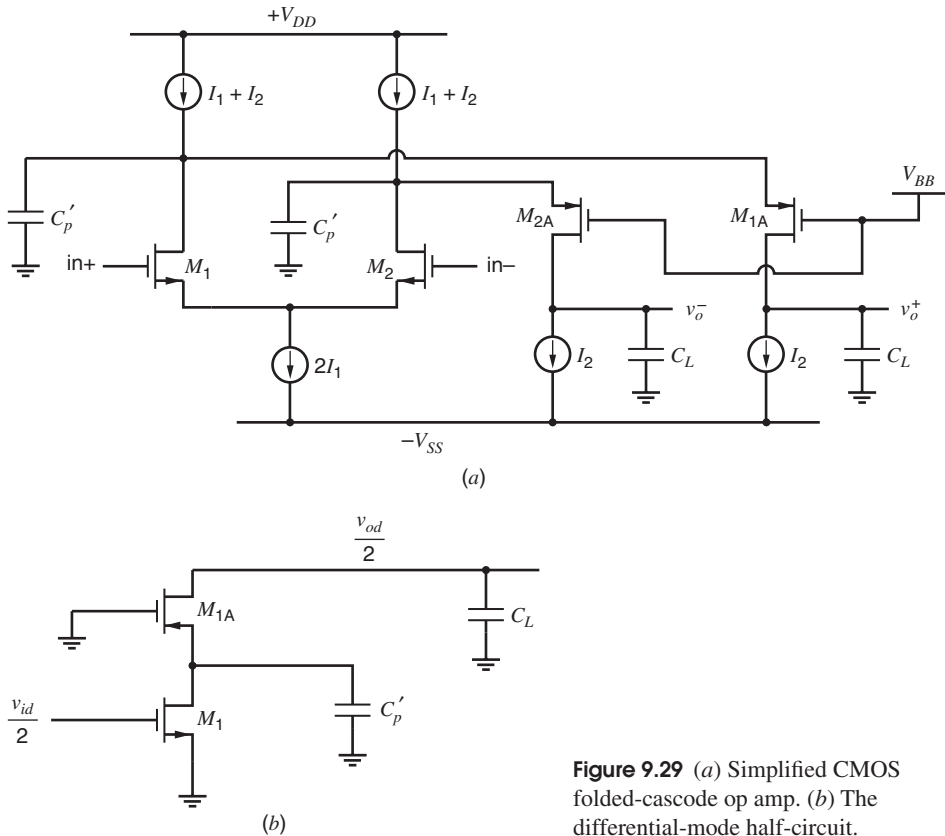 +V_DD
I_1 + I_2
I_1 + I_2
V_BB
C_p′
C_p′
M_2A
M_1A
in+
M_1
M_2
in−
v_o^−
v_o^+
2I_1
I_2
C_L
I_2
C_L
−V_SS
(a)
v_od
2
M_1A
C_L
v_id
2
M_1
C_p′
(b)
Figure 9.29 (a) Simplified CMOS
folded-cascode op amp. (b) The
differential-mode half-circuit.